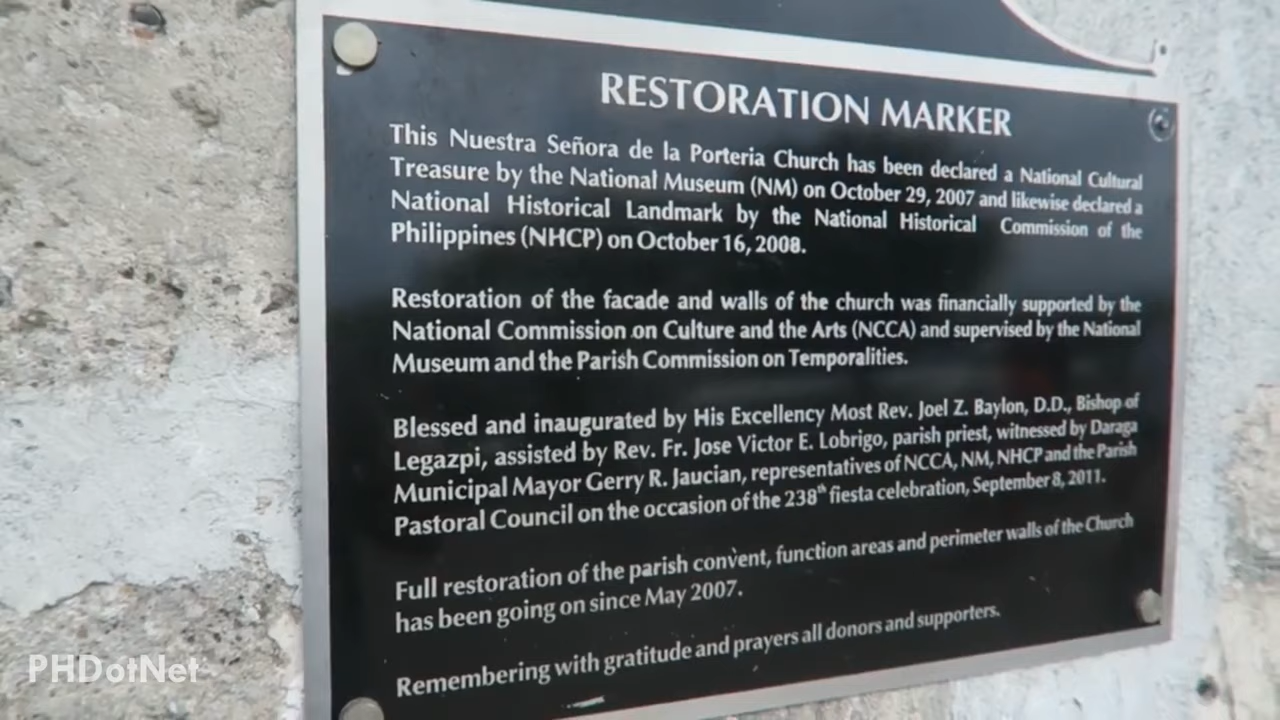 RESTORATION MARKER
This Nuestra Señora de la Porteria Church has been declared a National Cultural
Treasure by the National Museum (NM) on October 29, 2007 and likewise declared a
National Historical Landmark by the National Historical Commission of the
Philippines (NHCP) on October 16, 2008.
Restoration of the facade and walls of the church was financially supported by the
National Commission on Culture and the Arts (NCCA) and supervised by the National
Museum and the Parish Commission on Temporalities.
Blessed and inaugurated by His Excellency Most Rev. Joel Z. Baylon, D.D., Bishop of
Legazpi, assisted by Rev. Fr. Jose Victor E. Lobrigo, parish priest, witnessed by Daraga
Municipal Mayor Gerry R. Jaucian, representatives of NCCA, NM, NHCP and the Parish
Pastoral Council on the occasion of the 238th fiesta celebration, September 8, 2011.
Full restoration of the parish convent, function areas and perimeter walls of the Church
has been going on since May 2007.
Remembering with gratitude and prayers all donors and supporters.
PHDotNet